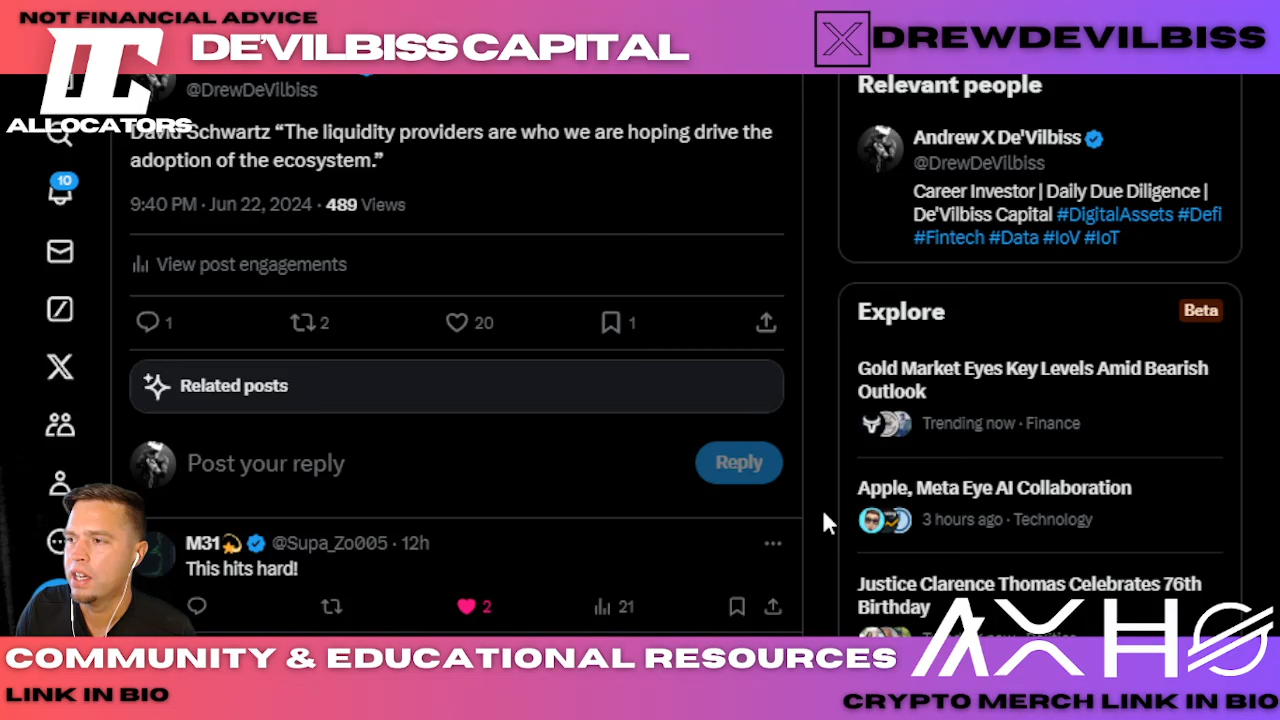 NOT FINANCIAL ADVICE
DE'VILBISS CAPITAL
DREWDEVILBISS
ALLOCATORS
@DrewDeVilbiss
David Schwartz “The liquidity providers are who we are hoping drive the
adoption of the ecosystem.”
9:40 PM · Jun 22, 2024 · 489 Views
View post engagements
1
2
20
1
Related posts
Post your reply
Reply
M31 @Supa_Zo005 · 12h
This hits hard!
2
21
10
Relevant people
Andrew X De'Vilbiss
@DrewDeVilbiss
Career Investor | Daily Due Diligence |
De'Vilbiss Capital #DigitalAssets #Defi
#Fintech #Data #IoV #IoT
Explore
Beta
Gold Market Eyes Key Levels Amid Bearish
Outlook
Trending now · Finance
Apple, Meta Eye AI Collaboration
3 hours ago · Technology
Justice Clarence Thomas Celebrates 76th
Birthday
COMMUNITY & EDUCATIONAL RESOURCES
LINK IN BIO
CRYPTO MERCH LINK IN BIO